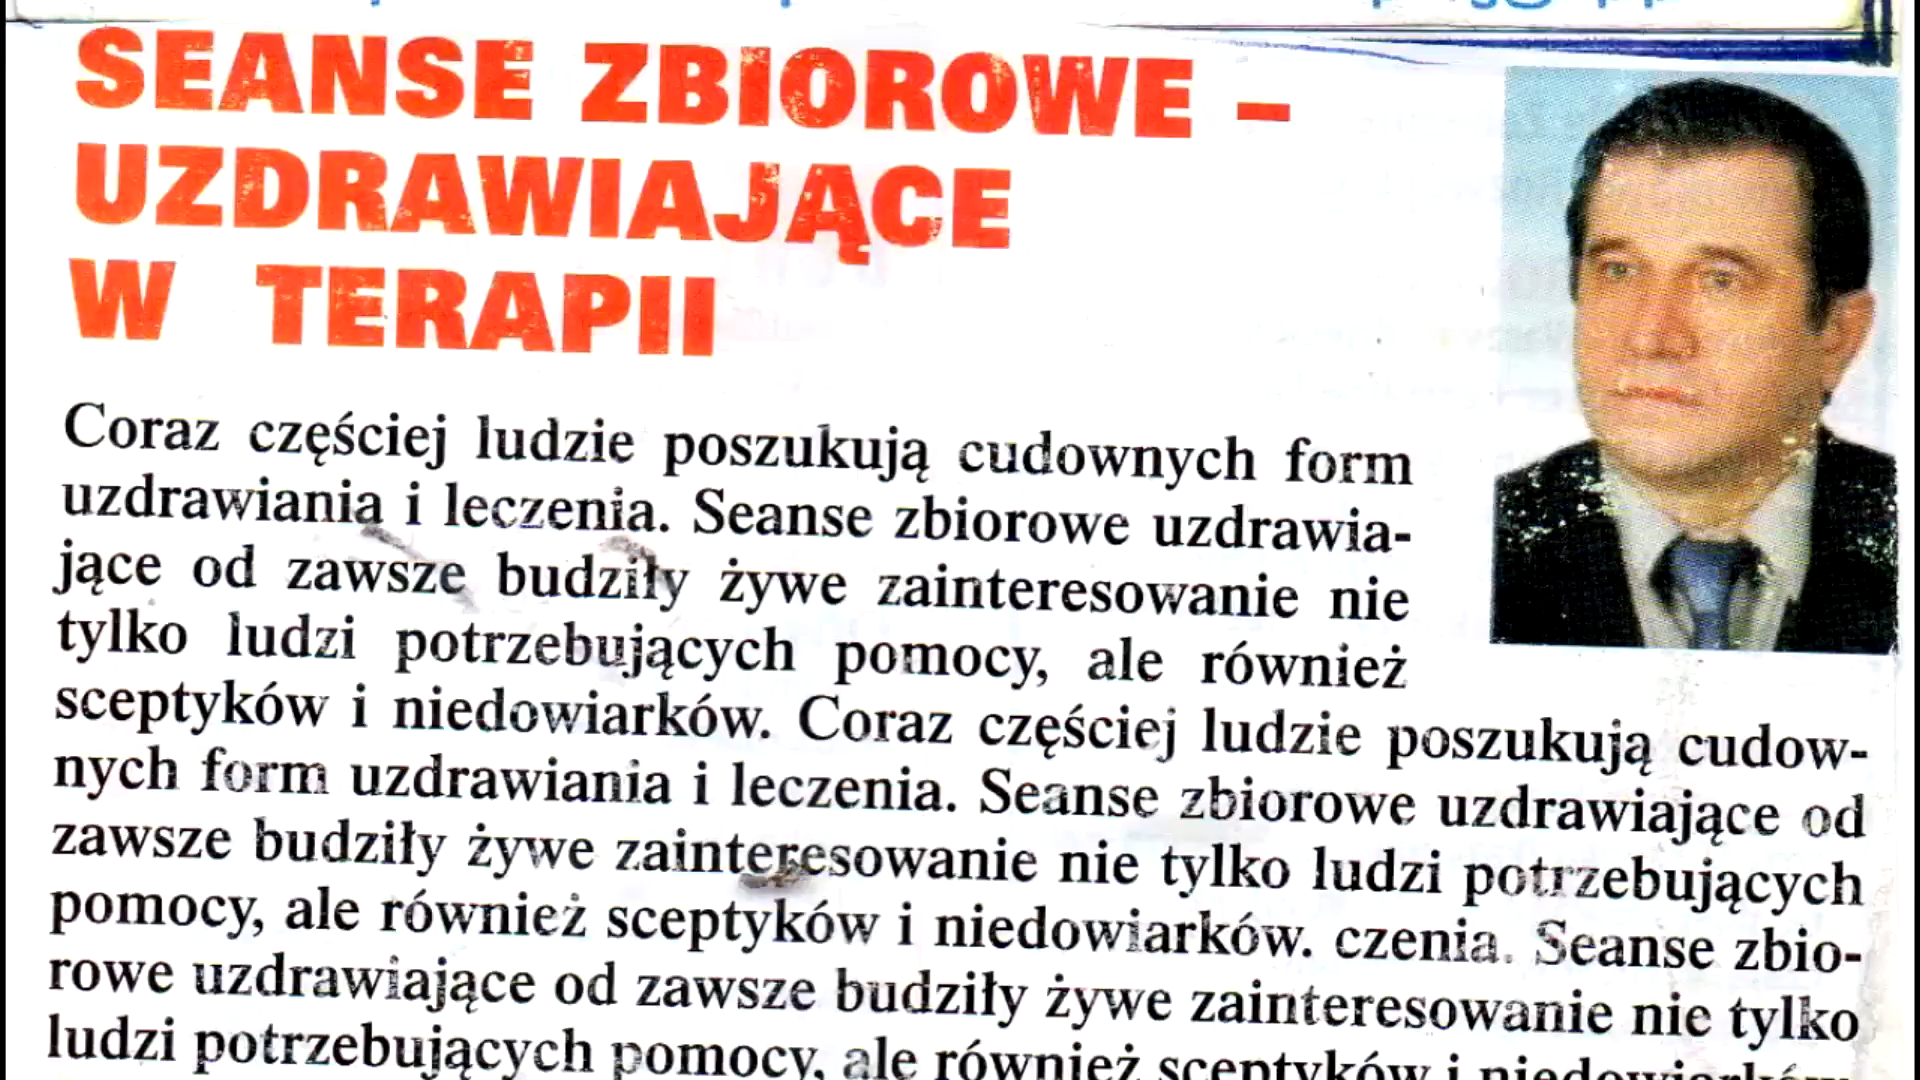 SEANSE ZBIOROWE –
UZDRAWIAJĄCE
W TERAPII
Coraz częściej ludzie poszukują cudownych form
uzdrawiania i leczenia. Seanse zbiorowe uzdrawia-
jące od zawsze budziły żywe zainteresowanie nie
tylko ludzi potrzebujących pomocy, ale również
sceptyków i niedowiarków. Coraz częściej ludzie poszukują cudow-
nych form uzdrawiania i leczenia. Seanse zbiorowe uzdrawiające od
zawsze budziły żywe zainteresowanie nie tylko ludzi potrzebujących
pomocy, ale również sceptyków i niedowiarków. czenia. Seanse zbio-
rowe uzdrawiające od zawsze budziły żywe zainteresowanie nie tylko
ludzi potrzebujących pomocy, ale również sceptyków i niedowiarków